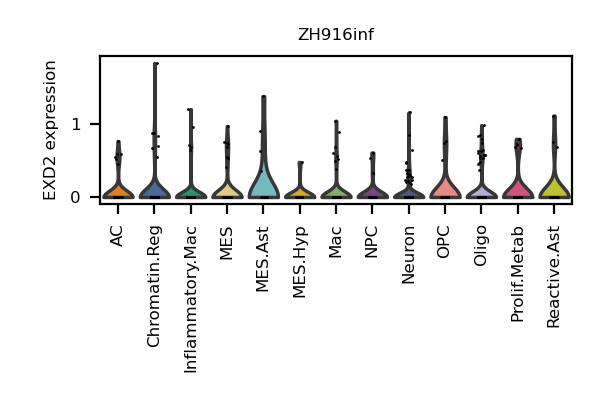 ZH916inf
EXD2 expression
1
0
AC
Chromatin.Reg
Inflammatory.Mac
MES
MES.Ast
MES.Hyp
Mac
NPC
Neuron
OPC
Oligo
Prolif.Metab
Reactive.Ast